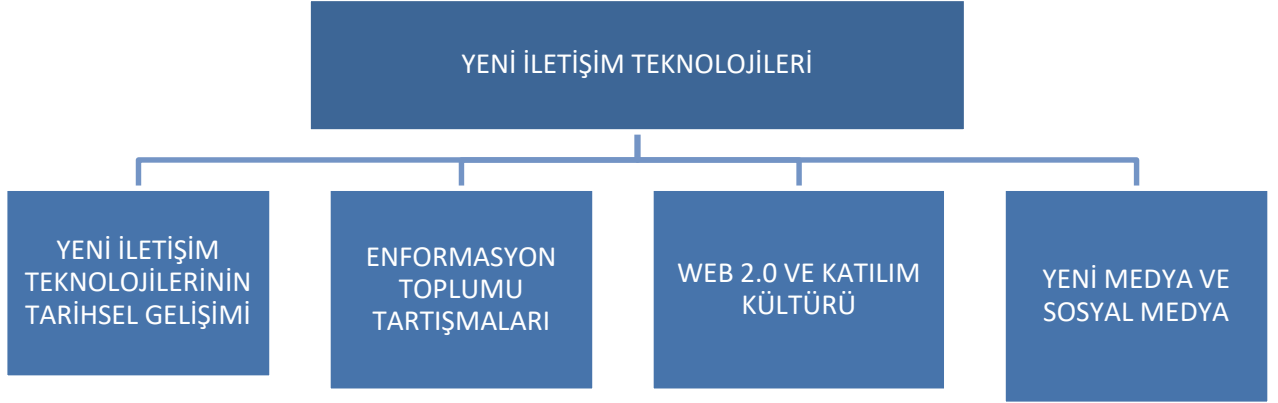 YENİ İLETİŞİM TEKNOLOJİLERİ
YENİ İLETİŞİM
TEKNOLOJİLERİNİN
TARİHSEL GELİŞİMİ
ENFORMASYON
TOPLUMU
TARTIŞMALARI
WEB 2.0 VE KATILIM
KÜLTÜRÜ
YENİ MEDYA VE
SOSYAL MEDYA